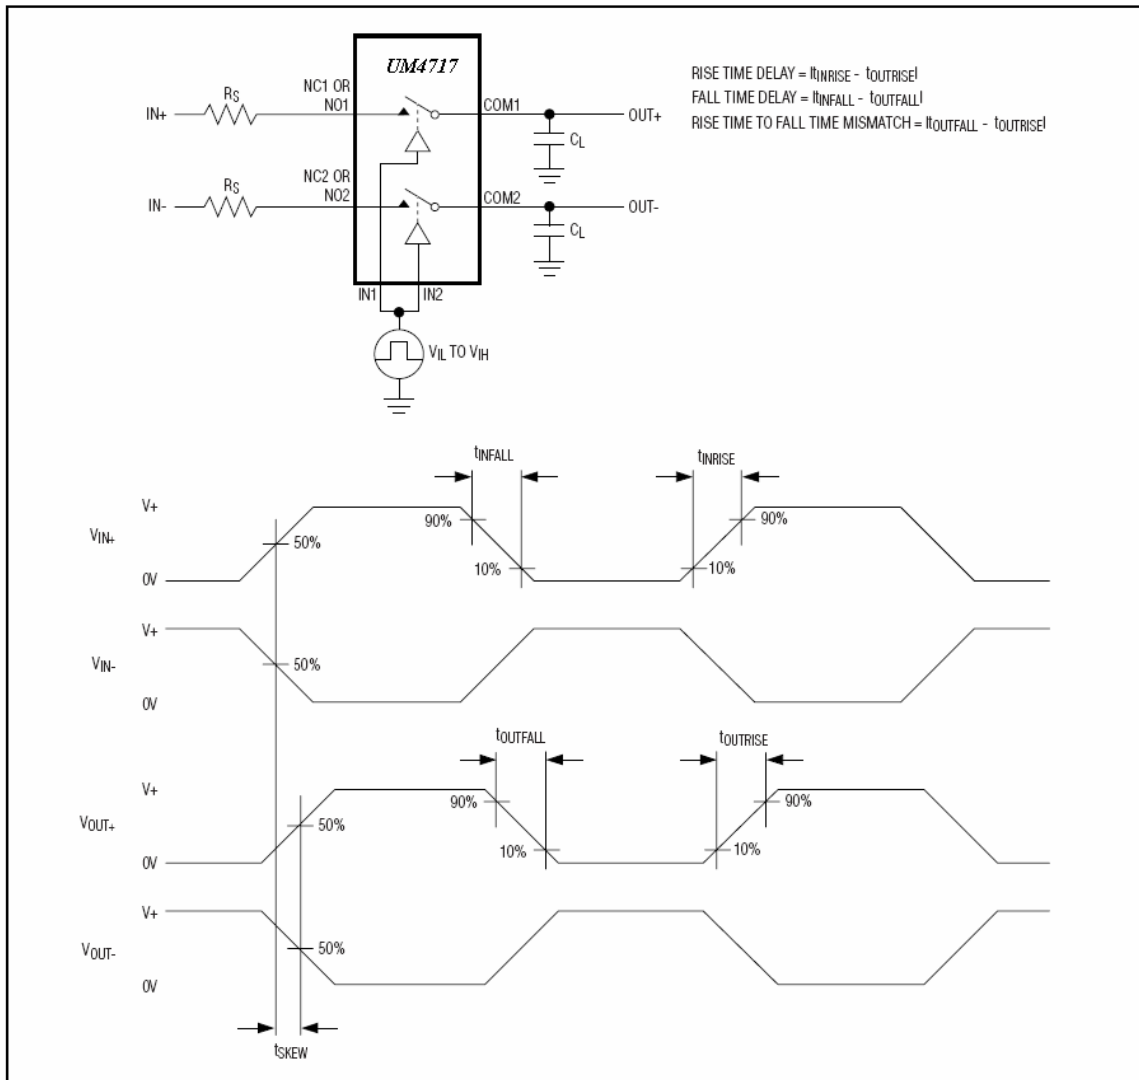 UM4717
RISE TIME DELAY = |tINRISE - tOUTRISE|
FALL TIME DELAY = |tINFALL - tOUTFALL|
RISE TIME TO FALL TIME MISMATCH = |tOUTFALL - tOUTRISE|
RS
NC1 OR
NO1
IN+
COM1
OUT+
CL
RS
NC2 OR
NO2
IN-
COM2
OUT-
CL
IN1
IN2
VIL TO VIH
tINFALL
tINRISE
V+
VIN+
0V
50%
90%
10%
10%
90%
V+
VIN-
0V
50%
tOUTFALL
tOUTRISE
V+
VOUT+
0V
50%
90%
10%
10%
90%
V+
VOUT-
0V
50%
tSKEW